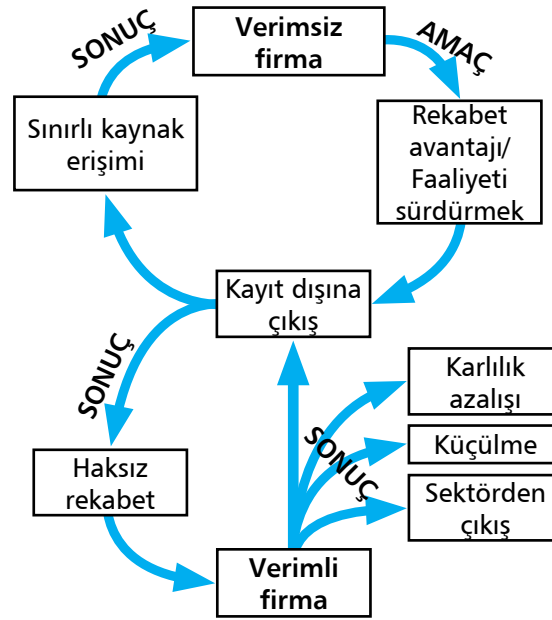 SONUÇ
Verimsiz
firma
AMAÇ
Sınırlı kaynak
erişimi
Rekabet
avantajı/
Faaliyeti
sürdürmek
Kayıt dışına
çıkış
SONUÇ
Karlılık
azalışı
SONUÇ
Küçülme
Haksız
rekabet
Sektörden
çıkış
Verimli
firma